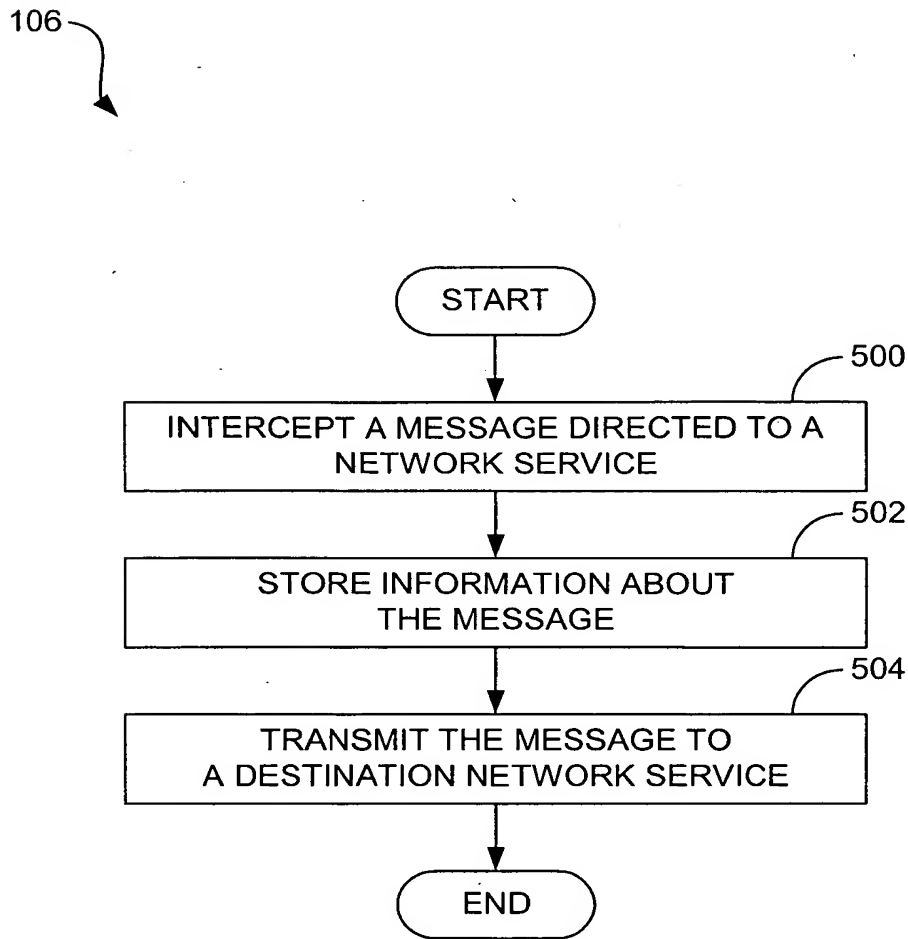 106
START
500
INTERCEPT A MESSAGE DIRECTED TO A
NETWORK SERVICE
502
STORE INFORMATION ABOUT
THE MESSAGE
504
TRANSMIT THE MESSAGE TO
A DESTINATION NETWORK SERVICE
END